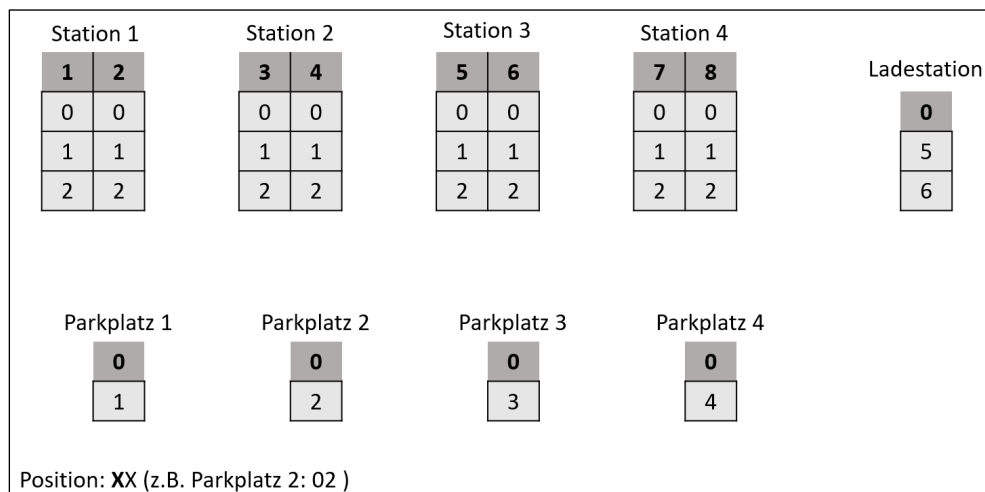 Station 1 Station 2 Station 3 Station 4
1 2 3 4 5 6 7 8 Ladestation
0 0 0 0 0 0 0 0 0
1 1 1 1 1 1 1 1 5
2 2 2 2 2 2 2 2 6
Parkplatz 1 Parkplatz 2 Parkplatz 3 Parkplatz 4
0 0 0 0
1 2 3 4
Position: XX (z.B. Parkplatz 2: 02 )